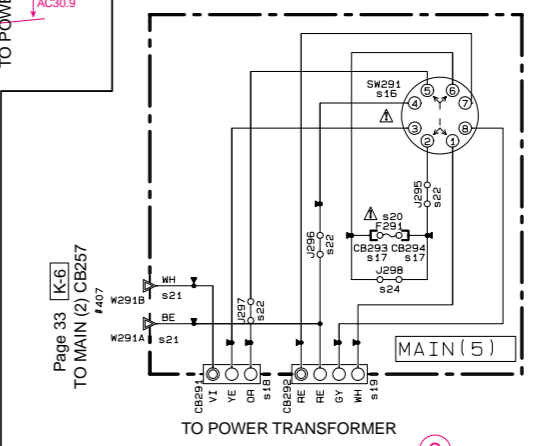 AC30.9
TO POWE
SW291
s16
5
6
4
7
3
8
2
1
J295
s22
s20
F291
CB293
CB294
s17
s17
J298
s24
J296
s22
J297
s22
Page 33 K-6
TO MAIN (2) CB257
#407
W291B
WH
s21
W291A
BE
s21
MAIN(5)
CB291
VI
YE
OR
s18
CB292
RE
RE
GY
WH
s19
TO POWER TRANSFORMER